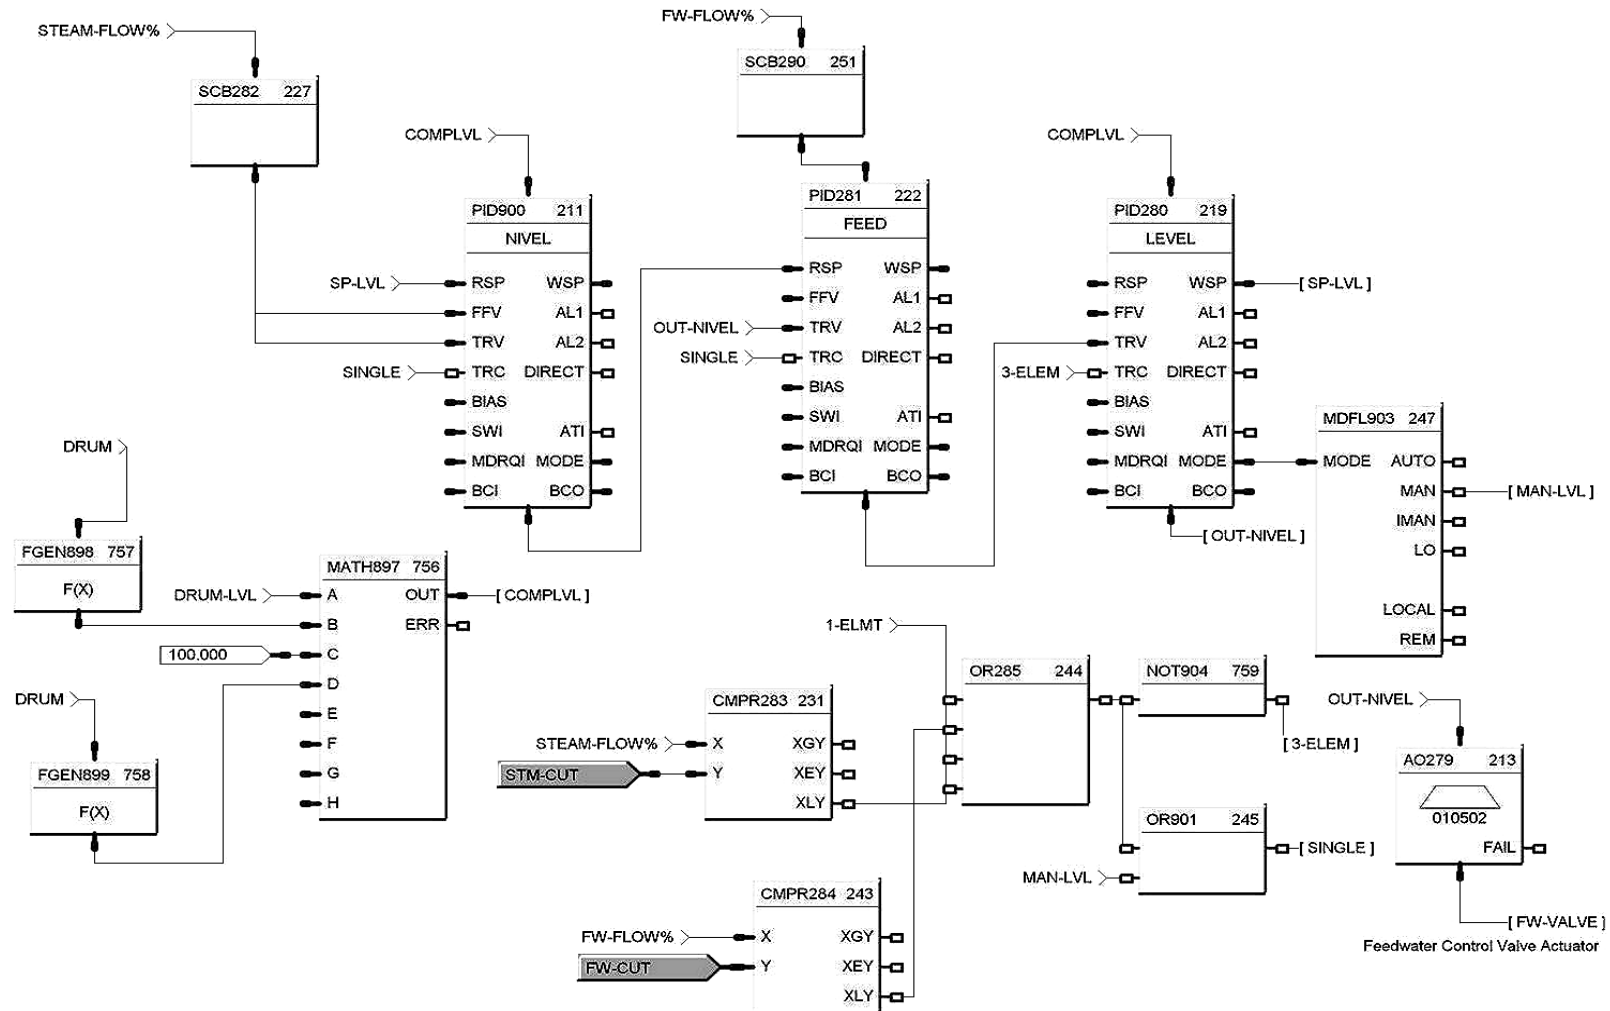 STEAM-FLOW%
SCB282 227
FW-FLOW%
SCB290 251
COMPLVL
PID900 211
NIVEL
SP-LVL
RSP WSP
FFV AL1
TRV AL2
SINGLE
TRC DIRECT
BIAS
SWI ATI
MDRQI MODE
BCI BCO
PID281 222
FEED
RSP WSP
FFV AL1
OUT-NIVEL
TRV AL2
SINGLE
TRC DIRECT
BIAS
SWI ATI
MDRQI MODE
BCI BCO
COMPLVL
PID280 219
LEVEL
RSP WSP
[ SP-LVL ]
FFV AL1
TRV AL2
3-ELEM
TRC DIRECT
BIAS
SWI ATI
MDRQI MODE
BCI BCO
[ OUT-NIVEL ]
MDFL903 247
MODE AUTO
MAN
[ MAN-LVL ]
IMAN
LO
LOCAL
REM
DRUM
FGEN898 757
F(X)
DRUM
FGEN899 758
F(X)
MATH897 756
DRUM-LVL
A OUT
[ COMPLVL ]
B ERR
100.000
C
D
E
F
G
H
1-ELMT
CMPR283 231
STEAM-FLOW%
X XGY
STM-CUT
Y XEY
XLY
CMPR284 243
FW-FLOW%
X XGY
FW-CUT
Y XEY
XLY
OR285 244
NOT904 759
[ 3-ELEM ]
OR901 245
[ SINGLE ]
MAN-LVL
OUT-NIVEL
AO279 213
010502
FAIL
[ FW-VALVE ]
Feedwater Control Valve Actuator